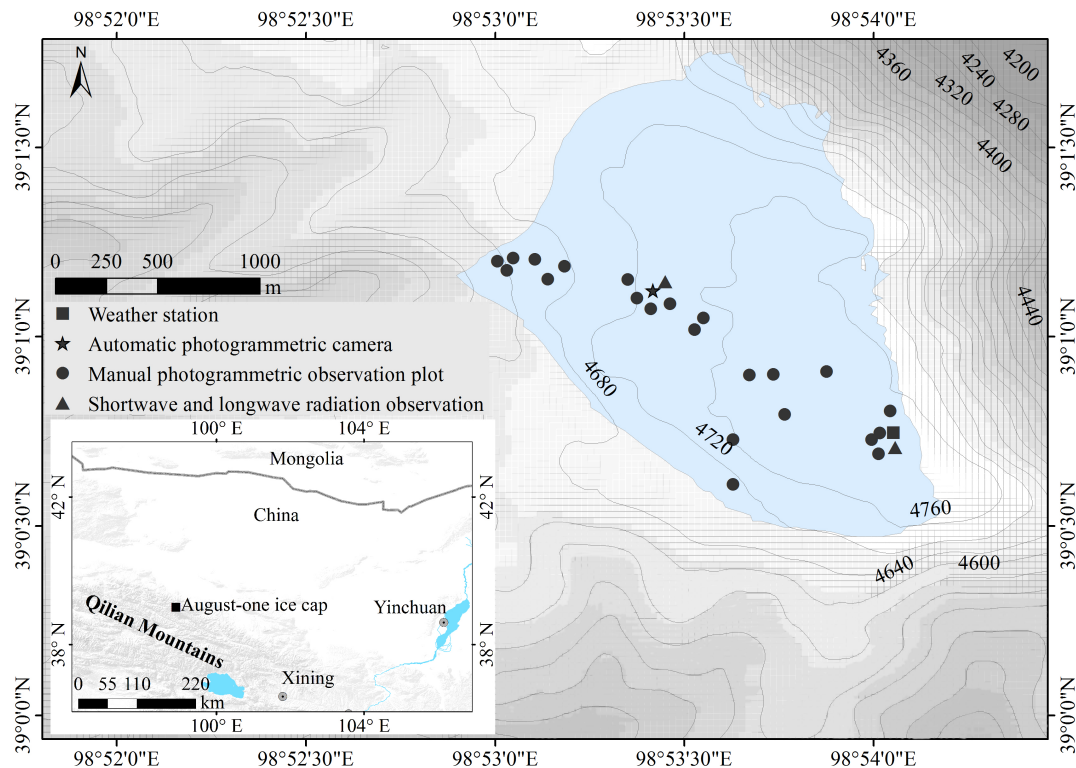 98°52'0"E 98°52'30"E 98°53'0"E 98°53'30"E 98°54'0"E
N
4360 4240 4200
4320 4280
4400
39°1'30"N 39°1'30"N
0 250 500 1000
m
4440
Weather station
39°1'0"N 39°1'0"N
Automatic photogrammetric camera
Manual photogrammetric observation plot
4680
Shortwave and longwave radiation observation
4720
100° E 104° E
Mongolia
42° N 42° N
China
4760
39°0'30"N 39°0'30"N
4640 4600
August-one ice cap
Yinchuan
Qilian Mountains
38° N 38° N
Xining
0 55 110 220
km
100° E 104° E
39°0'0"N 39°0'0"N
98°52'0"E 98°52'30"E 98°53'0"E 98°53'30"E 98°54'0"E